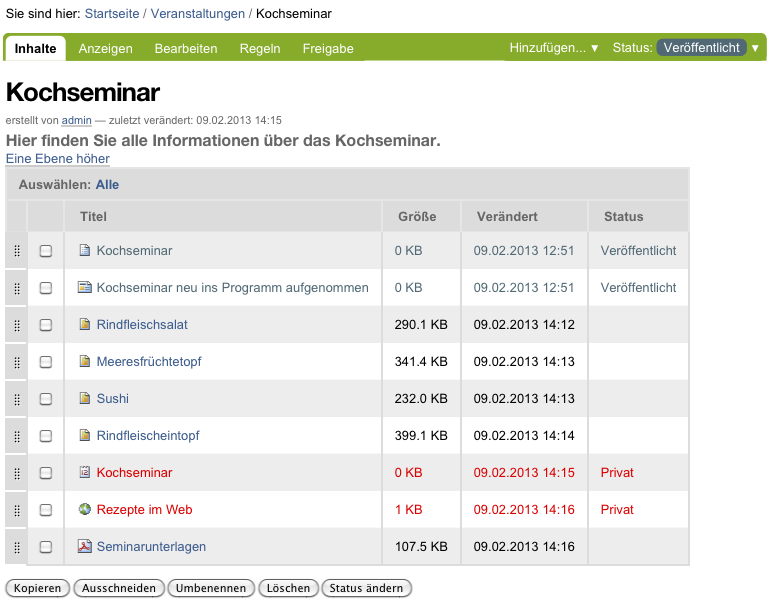 Sie sind hier: Startseite / Veranstaltungen / Kochseminar
Inhalte Anzeigen Bearbeiten Regeln Freigabe Hinzufügen... ▼ Status: Veröffentlicht ▼
Kochseminar
erstellt von admin — zuletzt verändert: 09.02.2013 14:15
Hier finden Sie alle Informationen über das Kochseminar.
Eine Ebene höher
Auswählen: Alle
Titel Größe Verändert Status
Kochseminar 0 KB 09.02.2013 12:51 Veröffentlicht
Kochseminar neu ins Programm aufgenommen 0 KB 09.02.2013 12:51 Veröffentlicht
Rindfleischsalat 290.1 KB 09.02.2013 14:12
Meeresfrüchtetopf 341.4 KB 09.02.2013 14:13
Sushi 232.0 KB 09.02.2013 14:13
Rindfleischeintopf 399.1 KB 09.02.2013 14:14
Kochseminar 0 KB 09.02.2013 14:15 Privat
Rezepte im Web 1 KB 09.02.2013 14:16 Privat
Seminarunterlagen 107.5 KB 09.02.2013 14:16
Kopieren Ausschneiden Umbenennen Löschen Status ändern